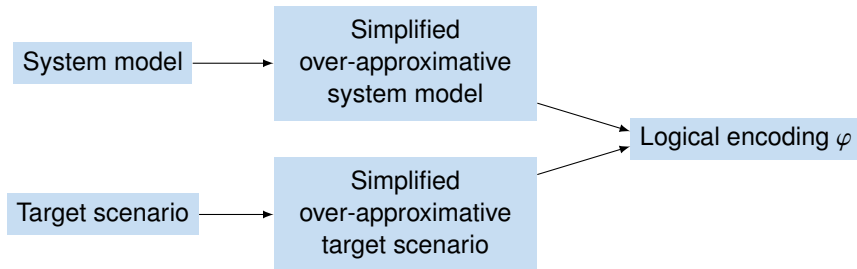 System model
Simplified
over-approximative
system model
Target scenario
Simplified
over-approximative
target scenario
Logical encoding φ